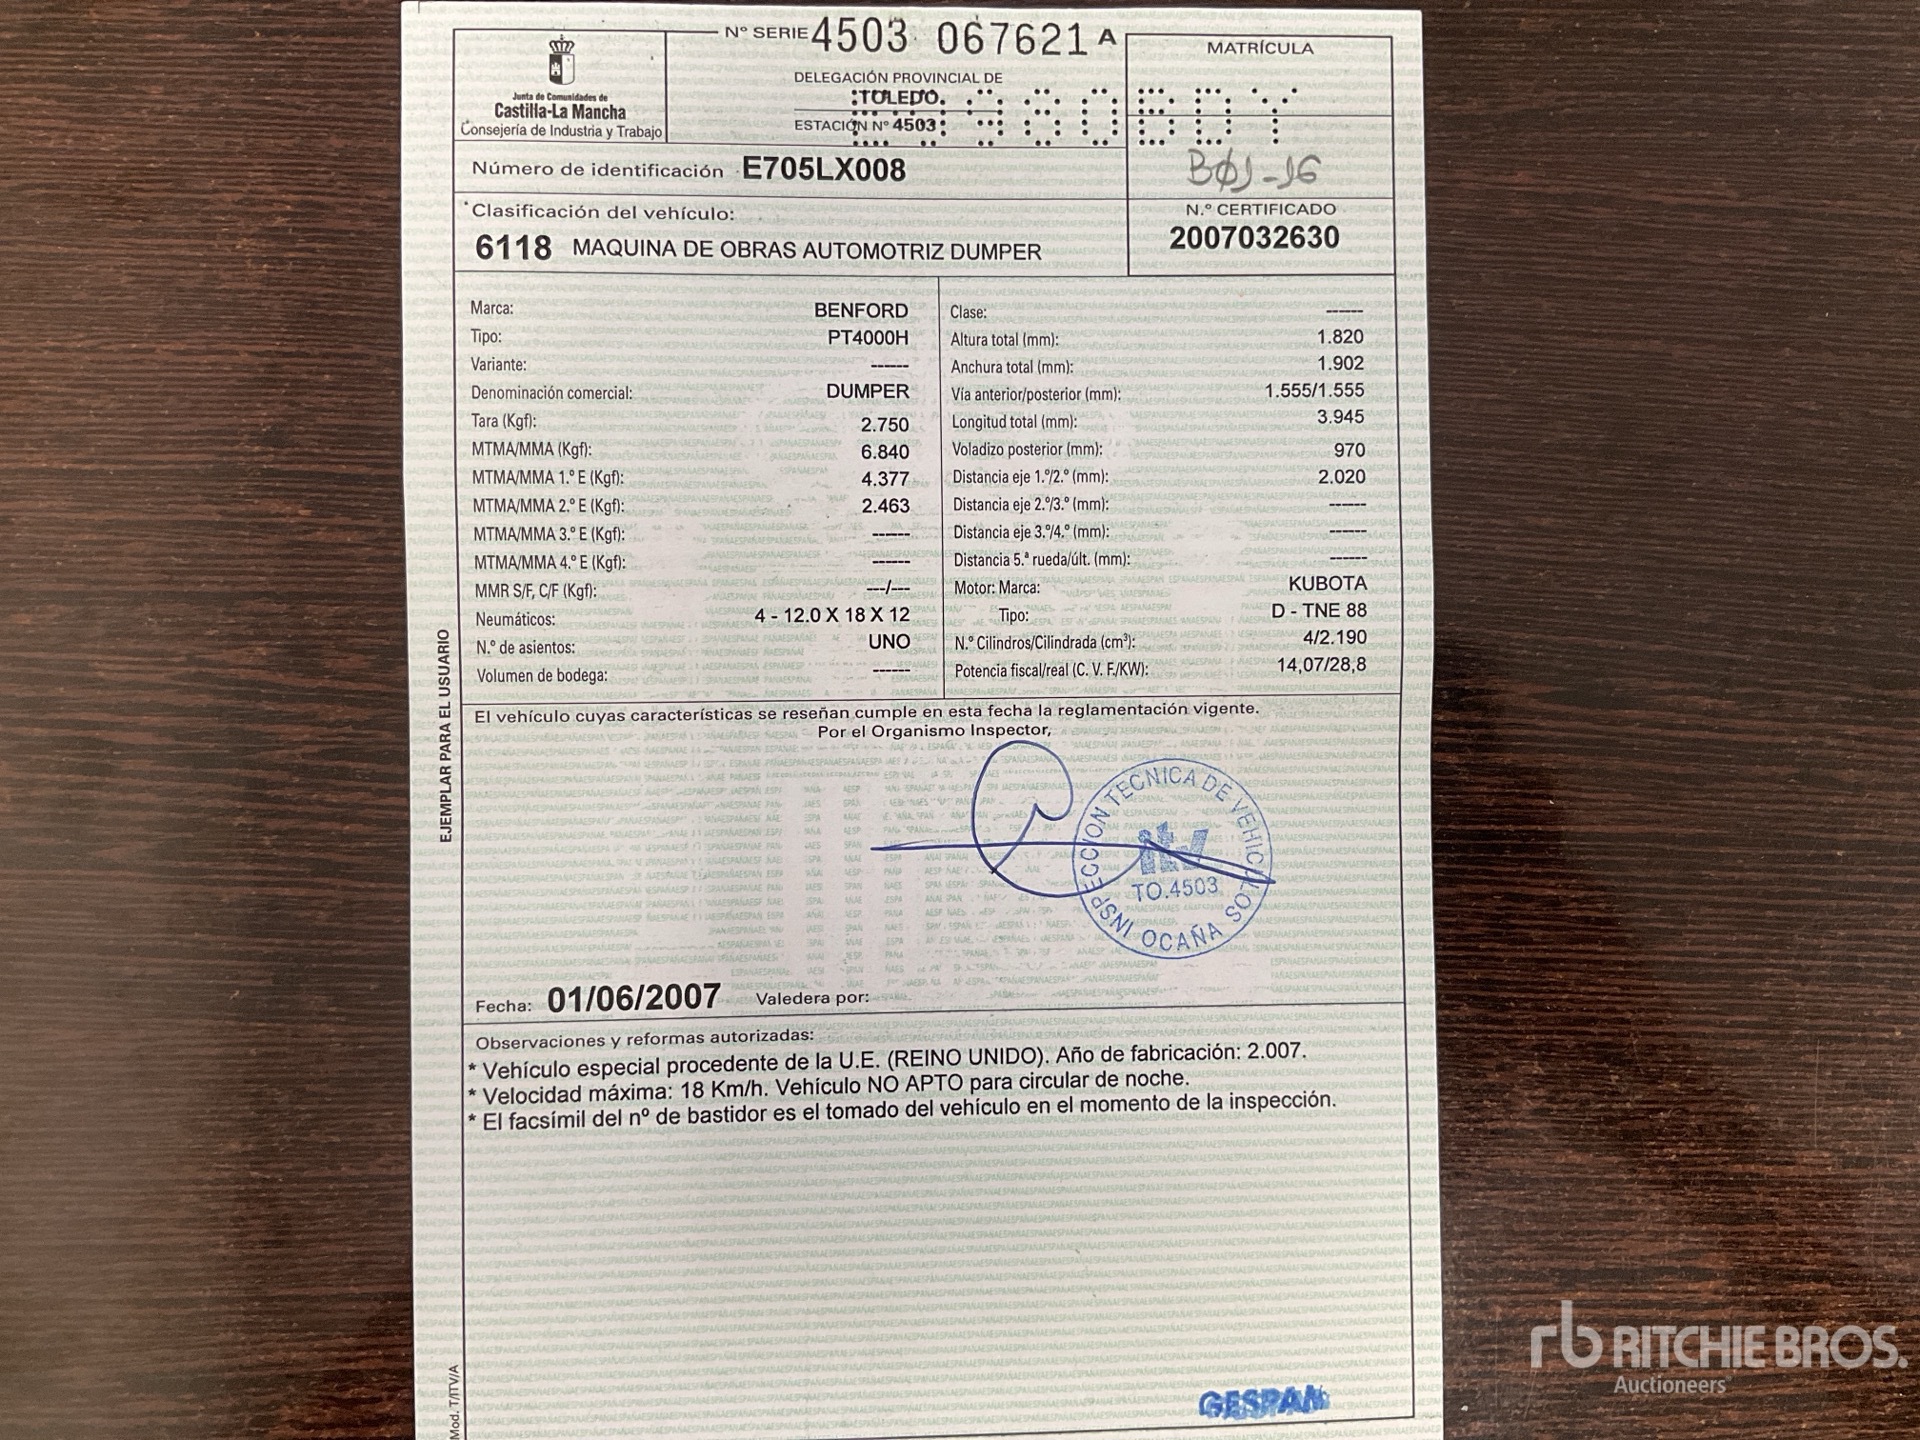 Nº SERIE 4503 067621 A
Junta de Comunidades de
Castilla-La Mancha
Consejería de Industria y Trabajo
DELEGACIÓN PROVINCIAL DE
TOLEDO
ESTACIÓN Nº 4503
MATRÍCULA
BØ1-16
Número de identificación E705LX008
Clasificación del vehículo:
6118 MAQUINA DE OBRAS AUTOMOTRIZ DUMPER
N.º CERTIFICADO
2007032630
Marca: BENFORD
Tipo: PT4000H
Variante: ------
Denominación comercial: DUMPER
Tara (Kgf): 2.750
MTMA/MMA (Kgf): 6.840
MTMA/MMA 1.º E (Kgf): 4.377
MTMA/MMA 2.º E (Kgf): 2.463
MTMA/MMA 3.º E (Kgf): ------
MTMA/MMA 4.º E (Kgf): ------
MMR S/F, C/F (Kgf): ---/---
Neumáticos: 4 - 12.0 X 18 X 12
N.º de asientos: UNO
Volumen de bodega: ------
Clase: ------
Altura total (mm): 1.820
Anchura total (mm): 1.902
Vía anterior/posterior (mm): 1.555/1.555
Longitud total (mm): 3.945
Voladizo posterior (mm): 970
Distancia eje 1.º/2.º (mm): 2.020
Distancia eje 2.º/3.º (mm): ------
Distancia eje 3.º/4.º (mm): ------
Distancia 5.ª rueda/últ. (mm): ------
Motor: Marca: KUBOTA
Tipo: D - TNE 88
N.º Cilindros/Cilindrada (cm³): 4/2.190
Potencia fiscal/real (C. V. F./KW): 14,07/28,8
El vehículo cuyas características se reseñan cumple en esta fecha la reglamentación vigente.
Por el Organismo Inspector,
INSPECCION TECNICA DE VEHICULOS
itv
TO.4503
OCAÑA
Fecha: 01/06/2007 Valedera por:
Observaciones y reformas autorizadas:
* Vehículo especial procedente de la U.E. (REINO UNIDO). Año de fabricación: 2.007.
* Velocidad máxima: 18 Km/h. Vehículo NO APTO para circular de noche.
* El facsímil del nº de bastidor es el tomado del vehículo en el momento de la inspección.
EJEMPLAR PARA EL USUARIO
Mod. T/ITV/A
GESPAN
rb RITCHIE BROS.
Auctioneers